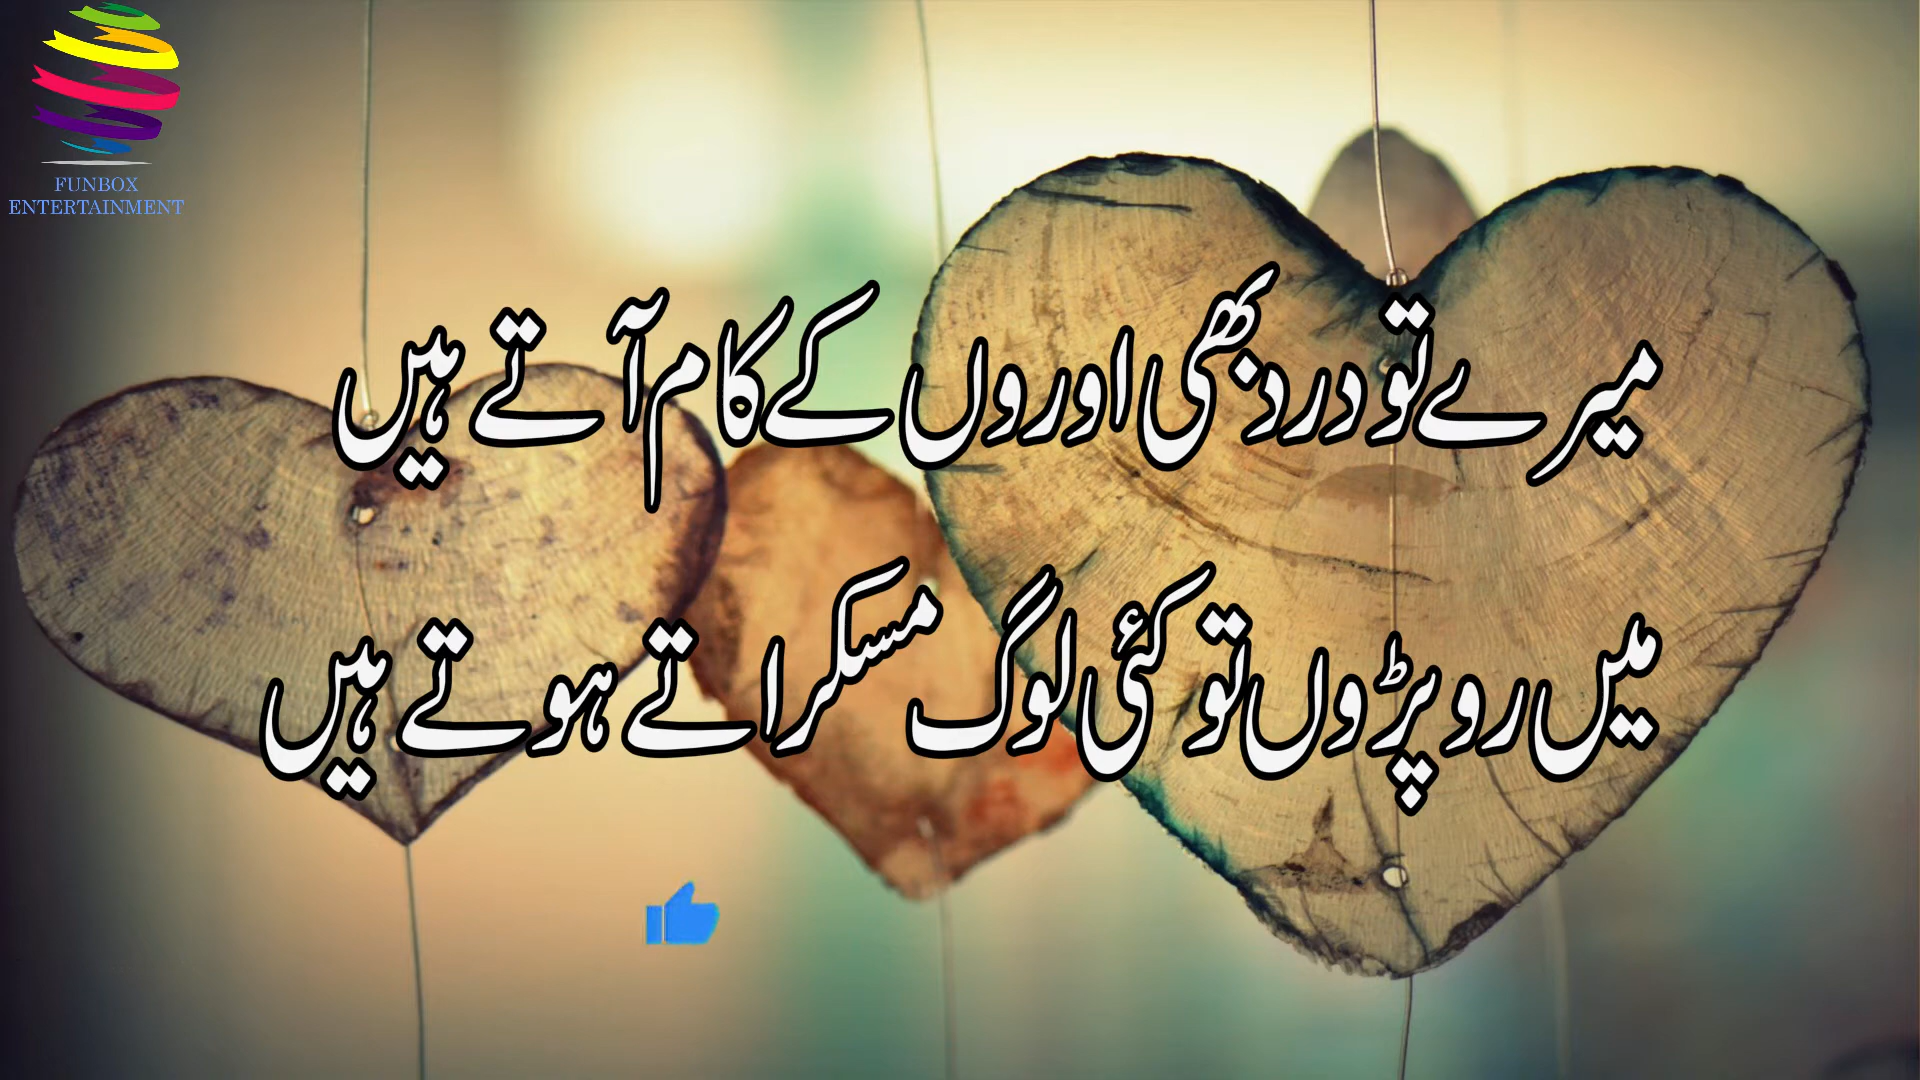 FUNBOX
ENTERTAINMENT
میرے تو درد بھی اوروں کے کام آتے ہیں
میں رو پڑوں تو کئی لوگ مسکراتے ہوتے ہیں